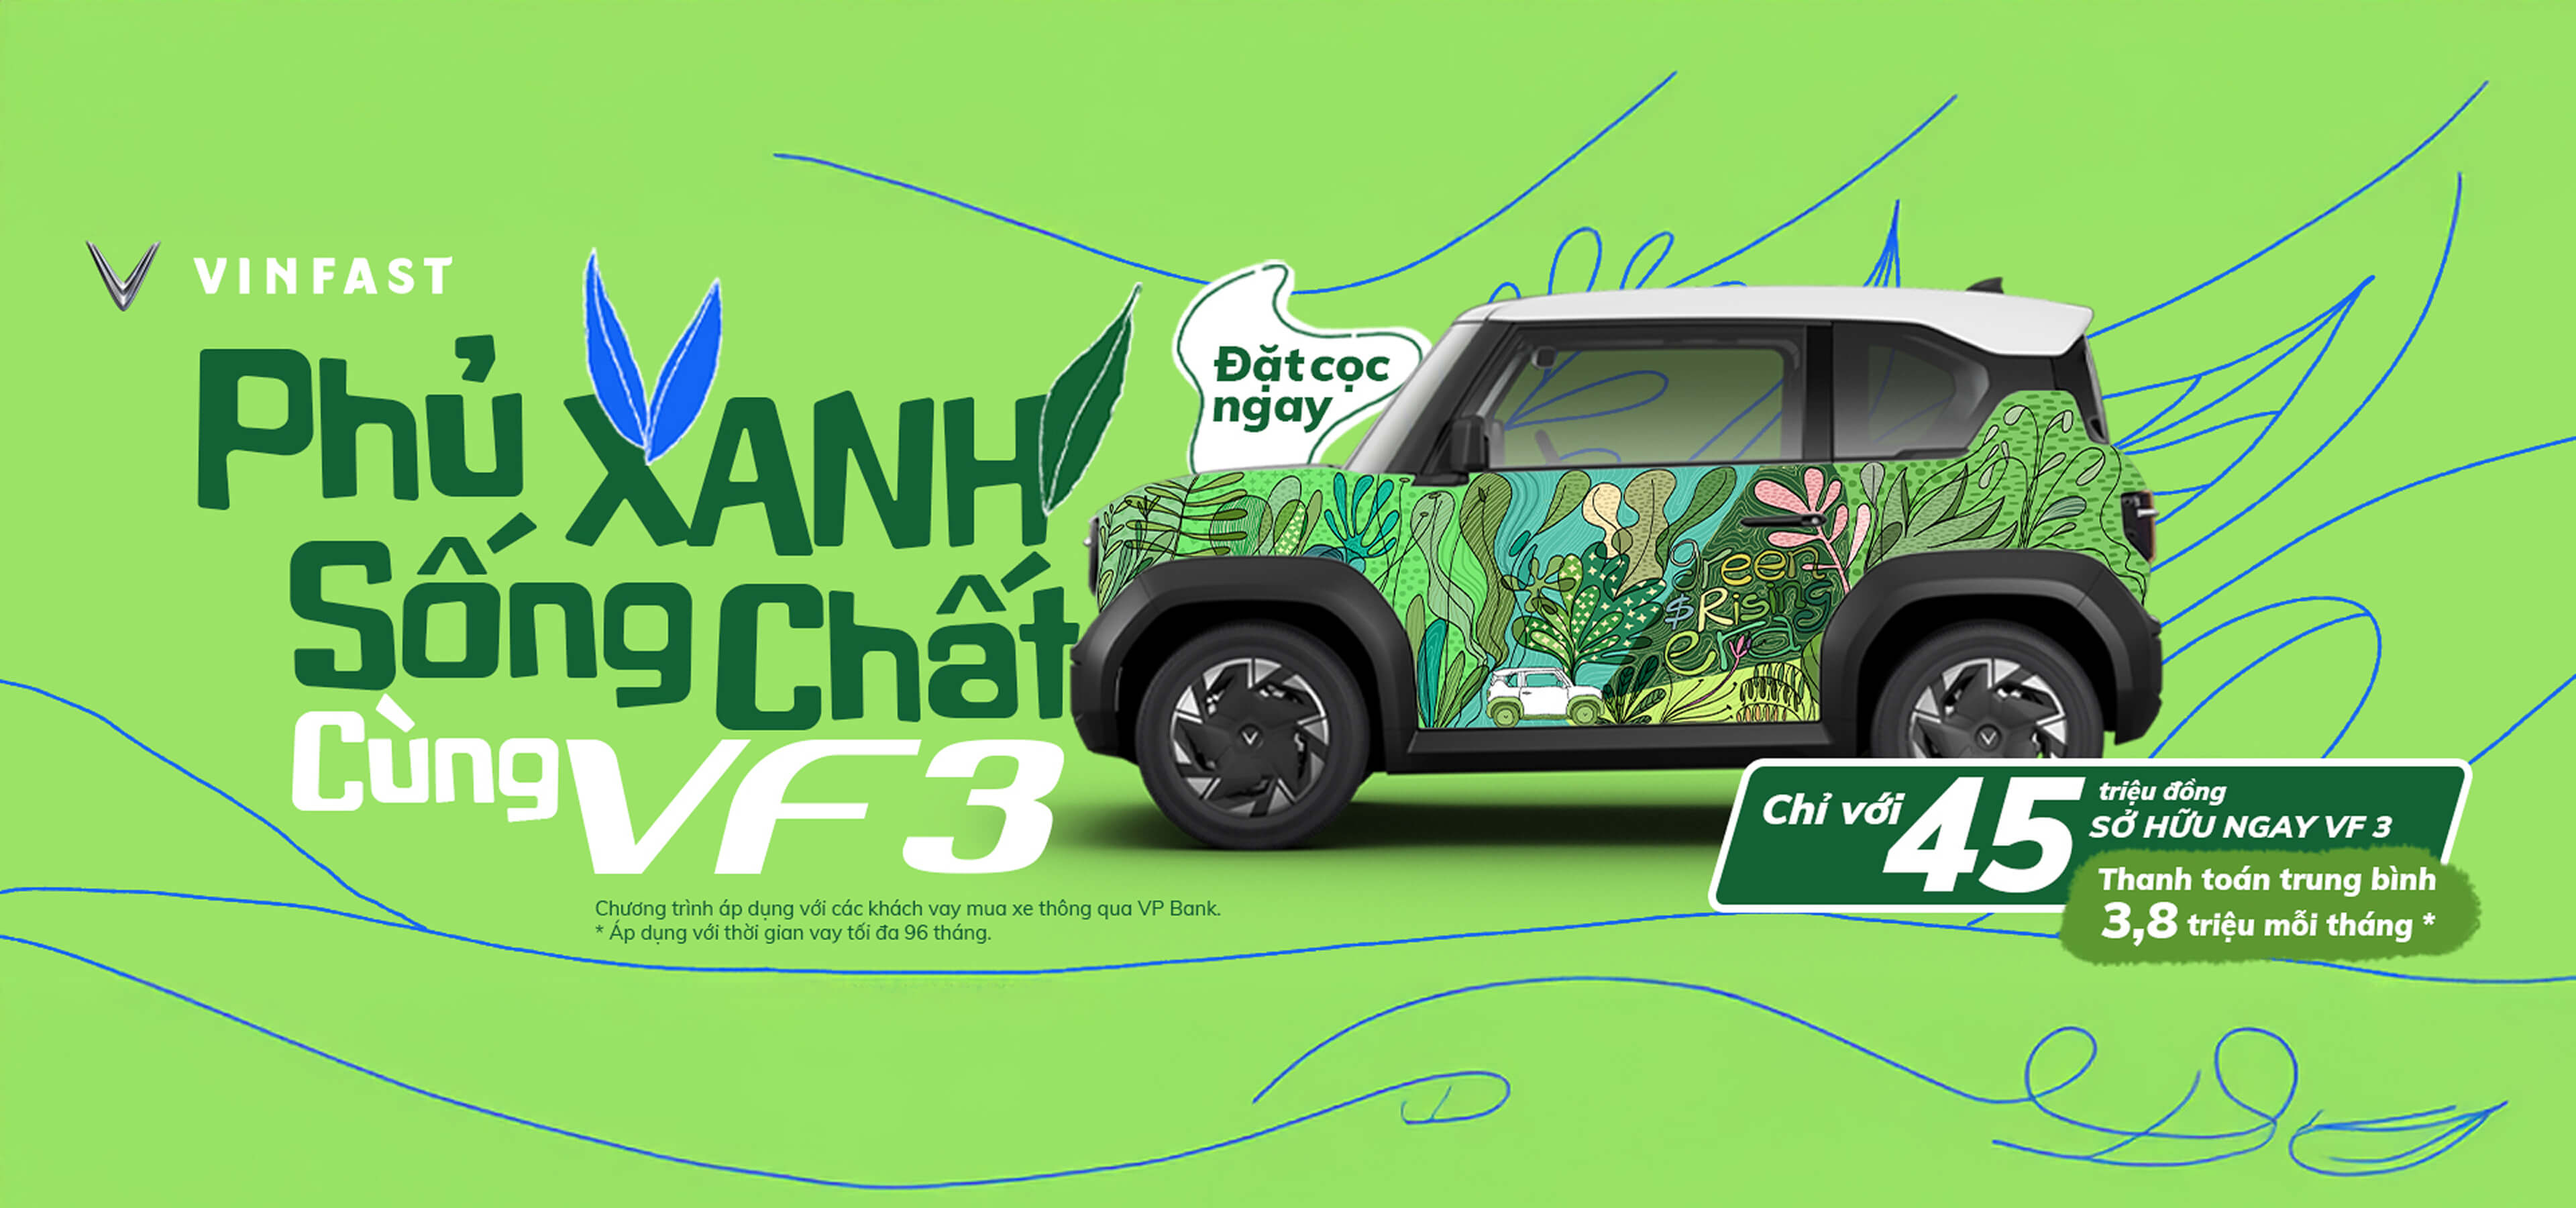 VINFAST
Phủ XANH
Sống Chất
Cùng VF 3
Đặt cọc
ngay
green
$Rising
era
Chỉ với 45 triệu đồng
SỞ HỮU NGAY VF 3
Thanh toán trung bình
3,8 triệu mỗi tháng *
Chương trình áp dụng với các khách vay mua xe thông qua VP Bank.
* Áp dụng với thời gian vay tối đa 96 tháng.